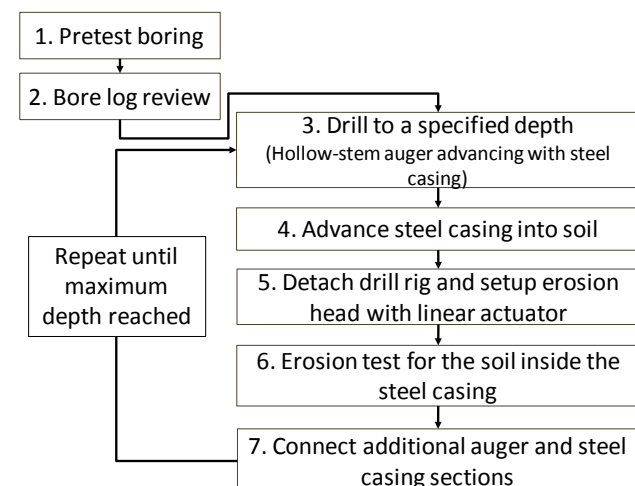 1. Pretest boring
2. Bore log review
3. Drill to a specified depth
(Hollow-stem auger advancing with steel
casing)
4. Advance steel casing into soil
5. Detach drill rig and setup erosion
head with linear actuator
6. Erosion test for the soil inside the
steel casing
7. Connect additional auger and steel
casing sections
Repeat until
maximum
depth reached